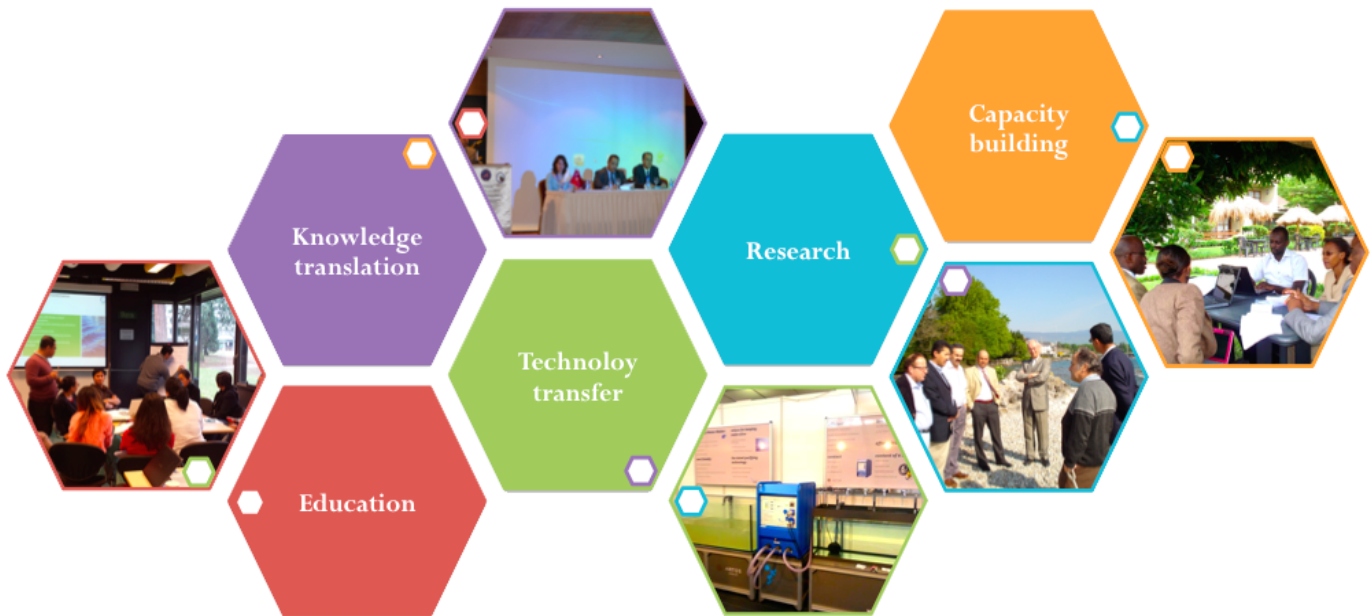 Capacity
building
Knowledge
translation
Research
Technoloy
transfer
Education